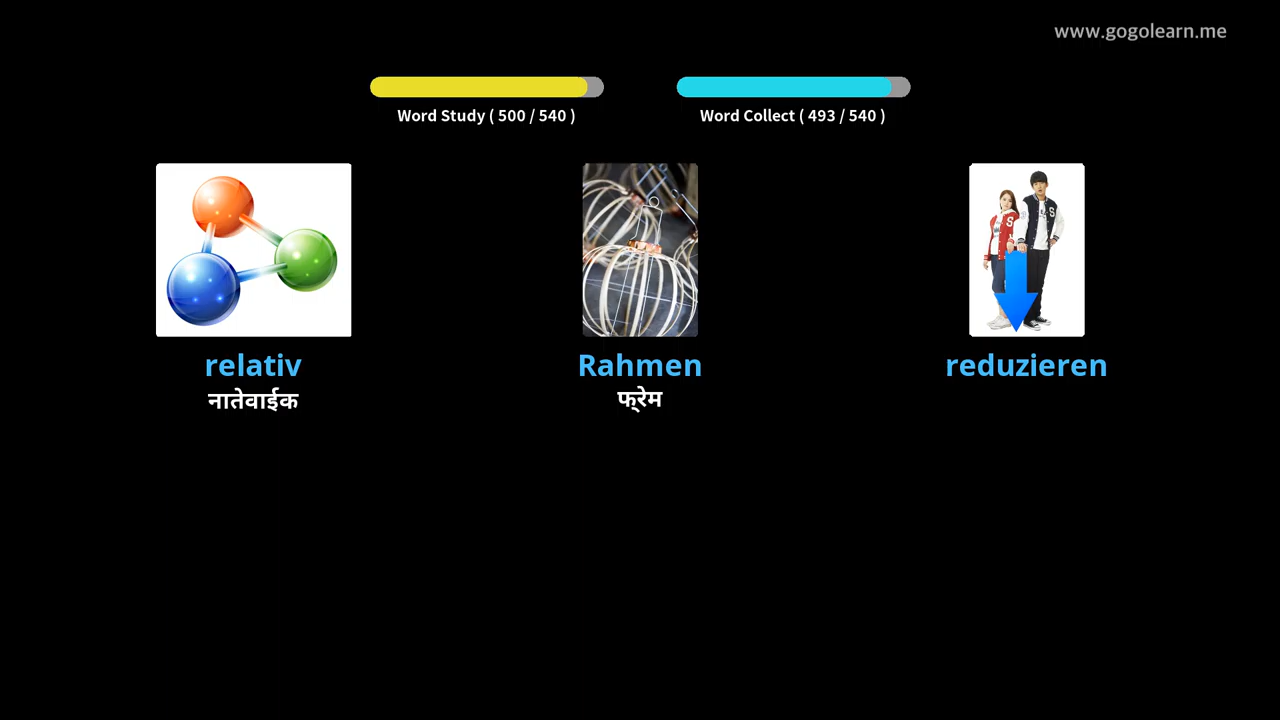 www.gogolearn.me
Word Study ( 500 / 540 )
Word Collect ( 493 / 540 )
relativ
नातेवाईक
Rahmen
फ्रेम
reduzieren